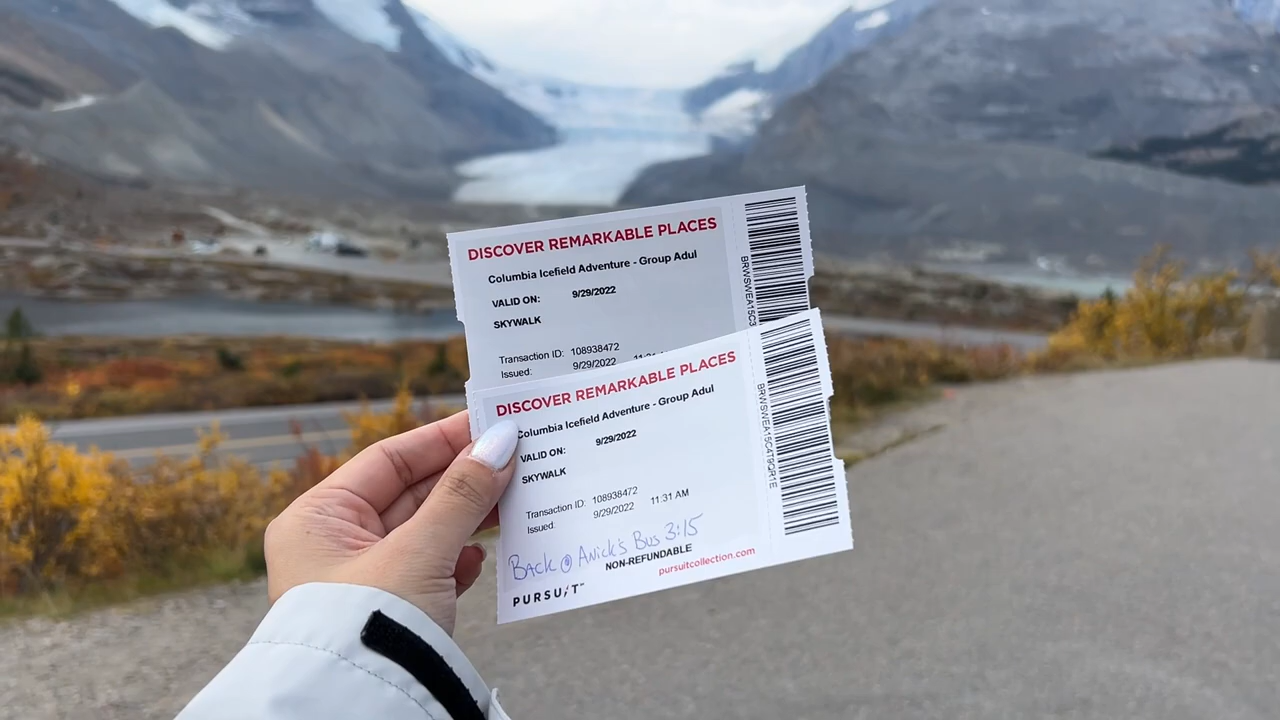 DISCOVER REMARKABLE PLACES
Columbia Icefield Adventure - Group Adul
VALID ON: 9/29/2022
SKYWALK
Transaction ID: 108938472
Issued: 9/29/2022
DISCOVER REMARKABLE PLACES
Columbia Icefield Adventure - Group Adul
VALID ON: 9/29/2022
SKYWALK
Transaction ID: 108938472
Issued: 9/29/2022 11:31 AM
Back @ Anick's Bus 3:15
NON-REFUNDABLE
pursuitcollection.com
PURSUIT
BRWSWEA15C4T9QR1E